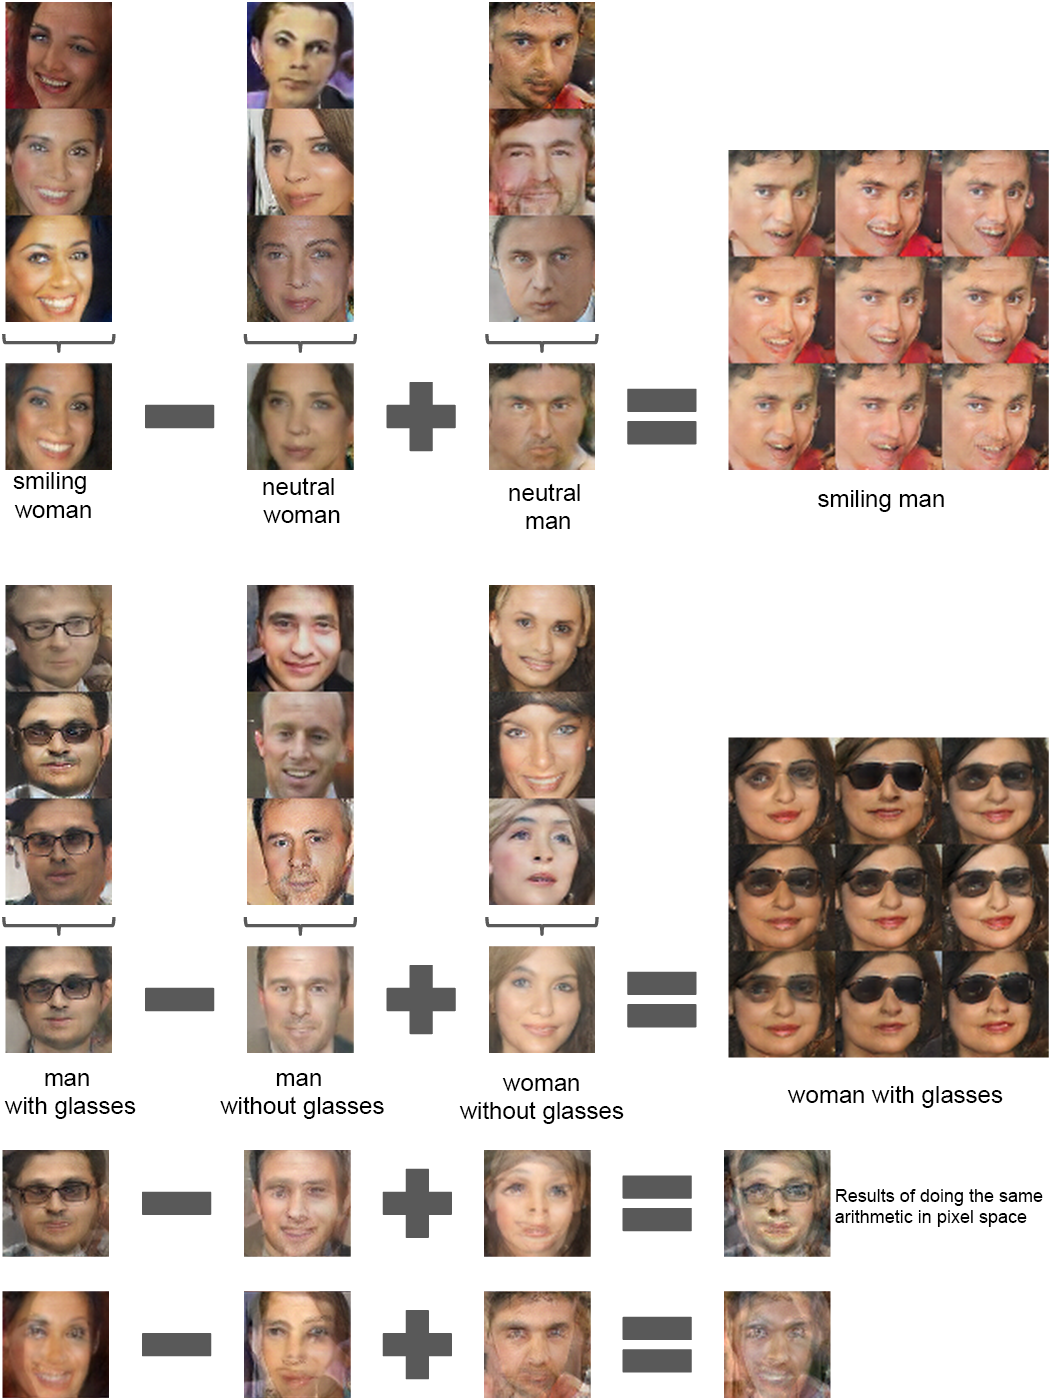 smiling
woman
neutral
woman
neutral
man
smiling man
man
with glasses
man
without glasses
woman
without glasses
woman with glasses
Results of doing the same
arithmetic in pixel space